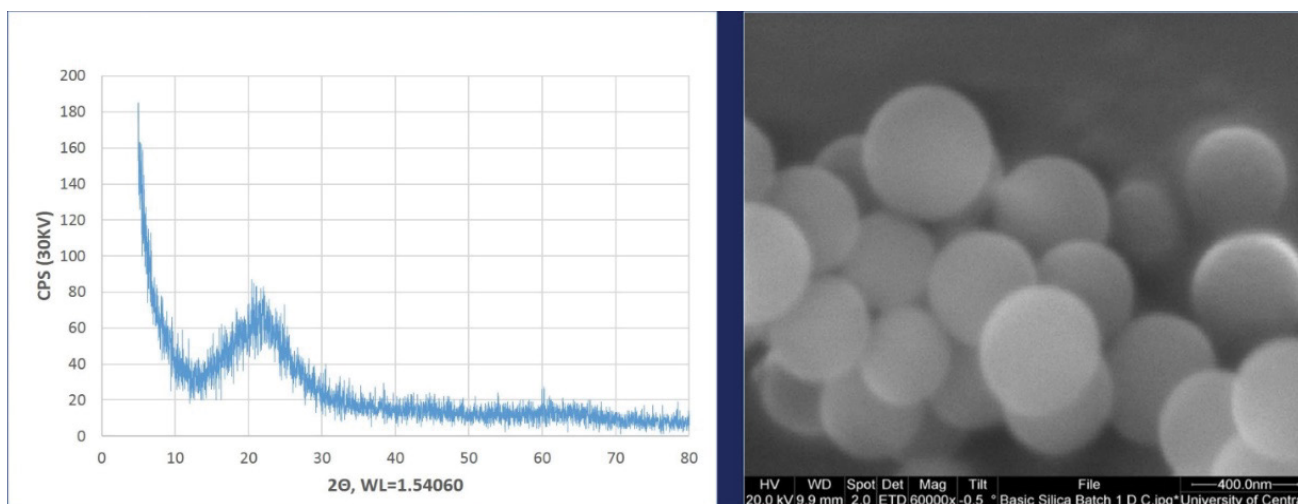 200
180
160
140
120
100
80
60
40
20
0
CPS (30KV)
0 10 20 30 40 50 60 70 80
2Θ, WL=1.54060
HV WD Spot Det Mag Tilt File 400.0nm
20.0 kV 9.9 mm 2.0 ETD 60000x -0.5 ° Basic Silica Batch 1 D C.jpg* University of Centr